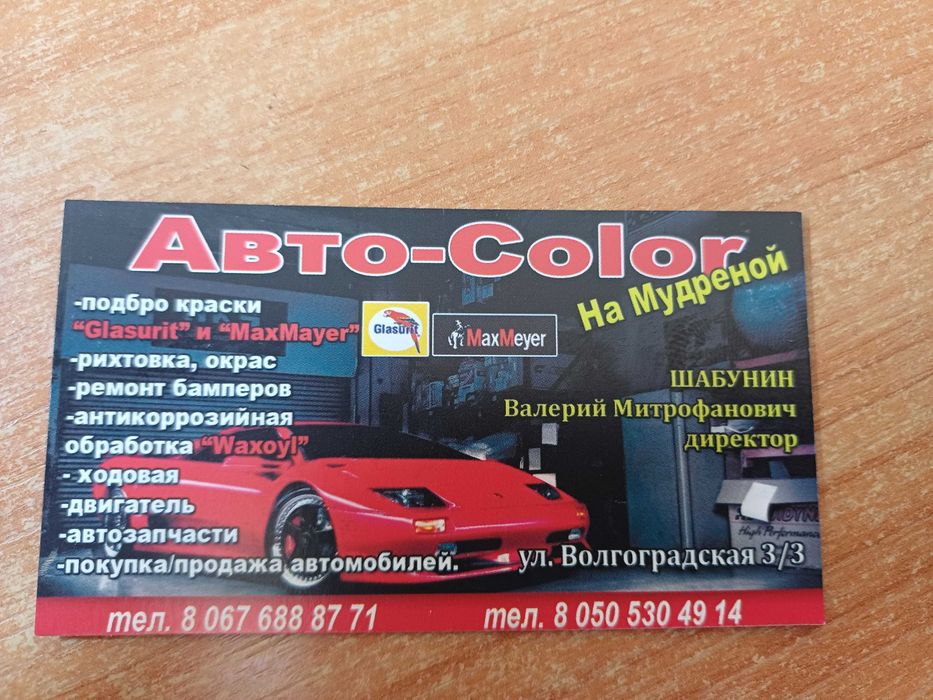 Авто-Color
На Мудреной
-подбро краски
“Glasurit” и “MaxMayer”
Glasurit
MaxMeyer
-рихтовка, окрас
-ремонт бамперов
-антикоррозийная
обработка “Waxoyl”
- ходовая
-двигатель
-автозапчасти
-покупка/продажа автомобилей.
ШАБУНИН
Валерий Митрофанович
директор
High Performance
ул. Волгоградская 3/3
тел. 8 067 688 87 71
тел. 8 050 530 49 14